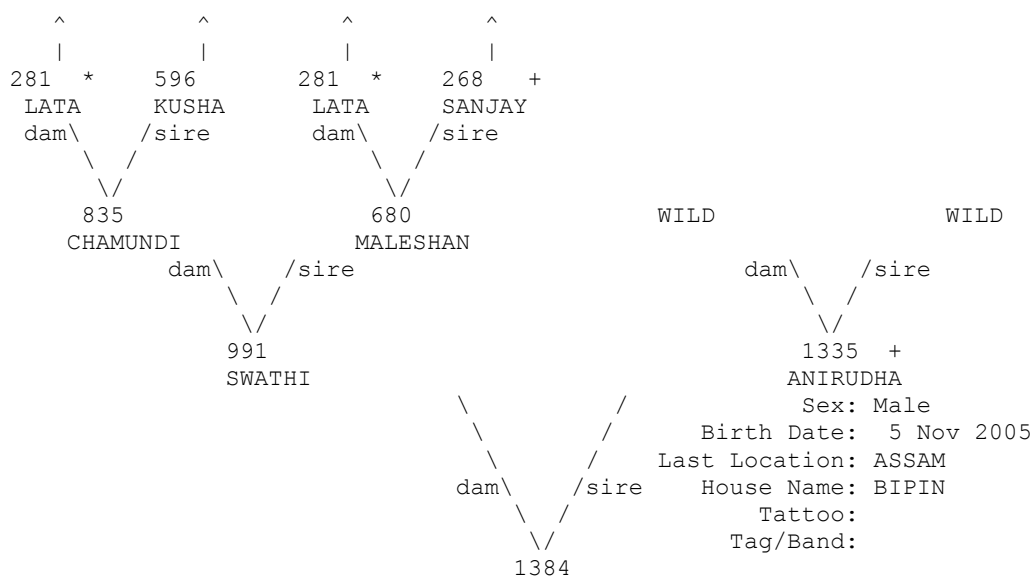 ^ ^ ^ ^
| | | |
281 * 596 281 * 268 +
LATA KUSHA LATA SANJAY
dam\ /sire dam\ /sire
\ / \ /
\/ \/
835 680 WILD WILD
CHAMUNDI MALESHAN
dam\ /sire dam\ /sire
\ / \ /
\/ \/
991 1335 +
SWATHI ANIRUDHA
\ / Sex: Male
\ / Birth Date: 5 Nov 2005
\ / Last Location: ASSAM
dam\ /sire House Name: BIPIN
\ / Tattoo:
\/ Tag/Band:
1384